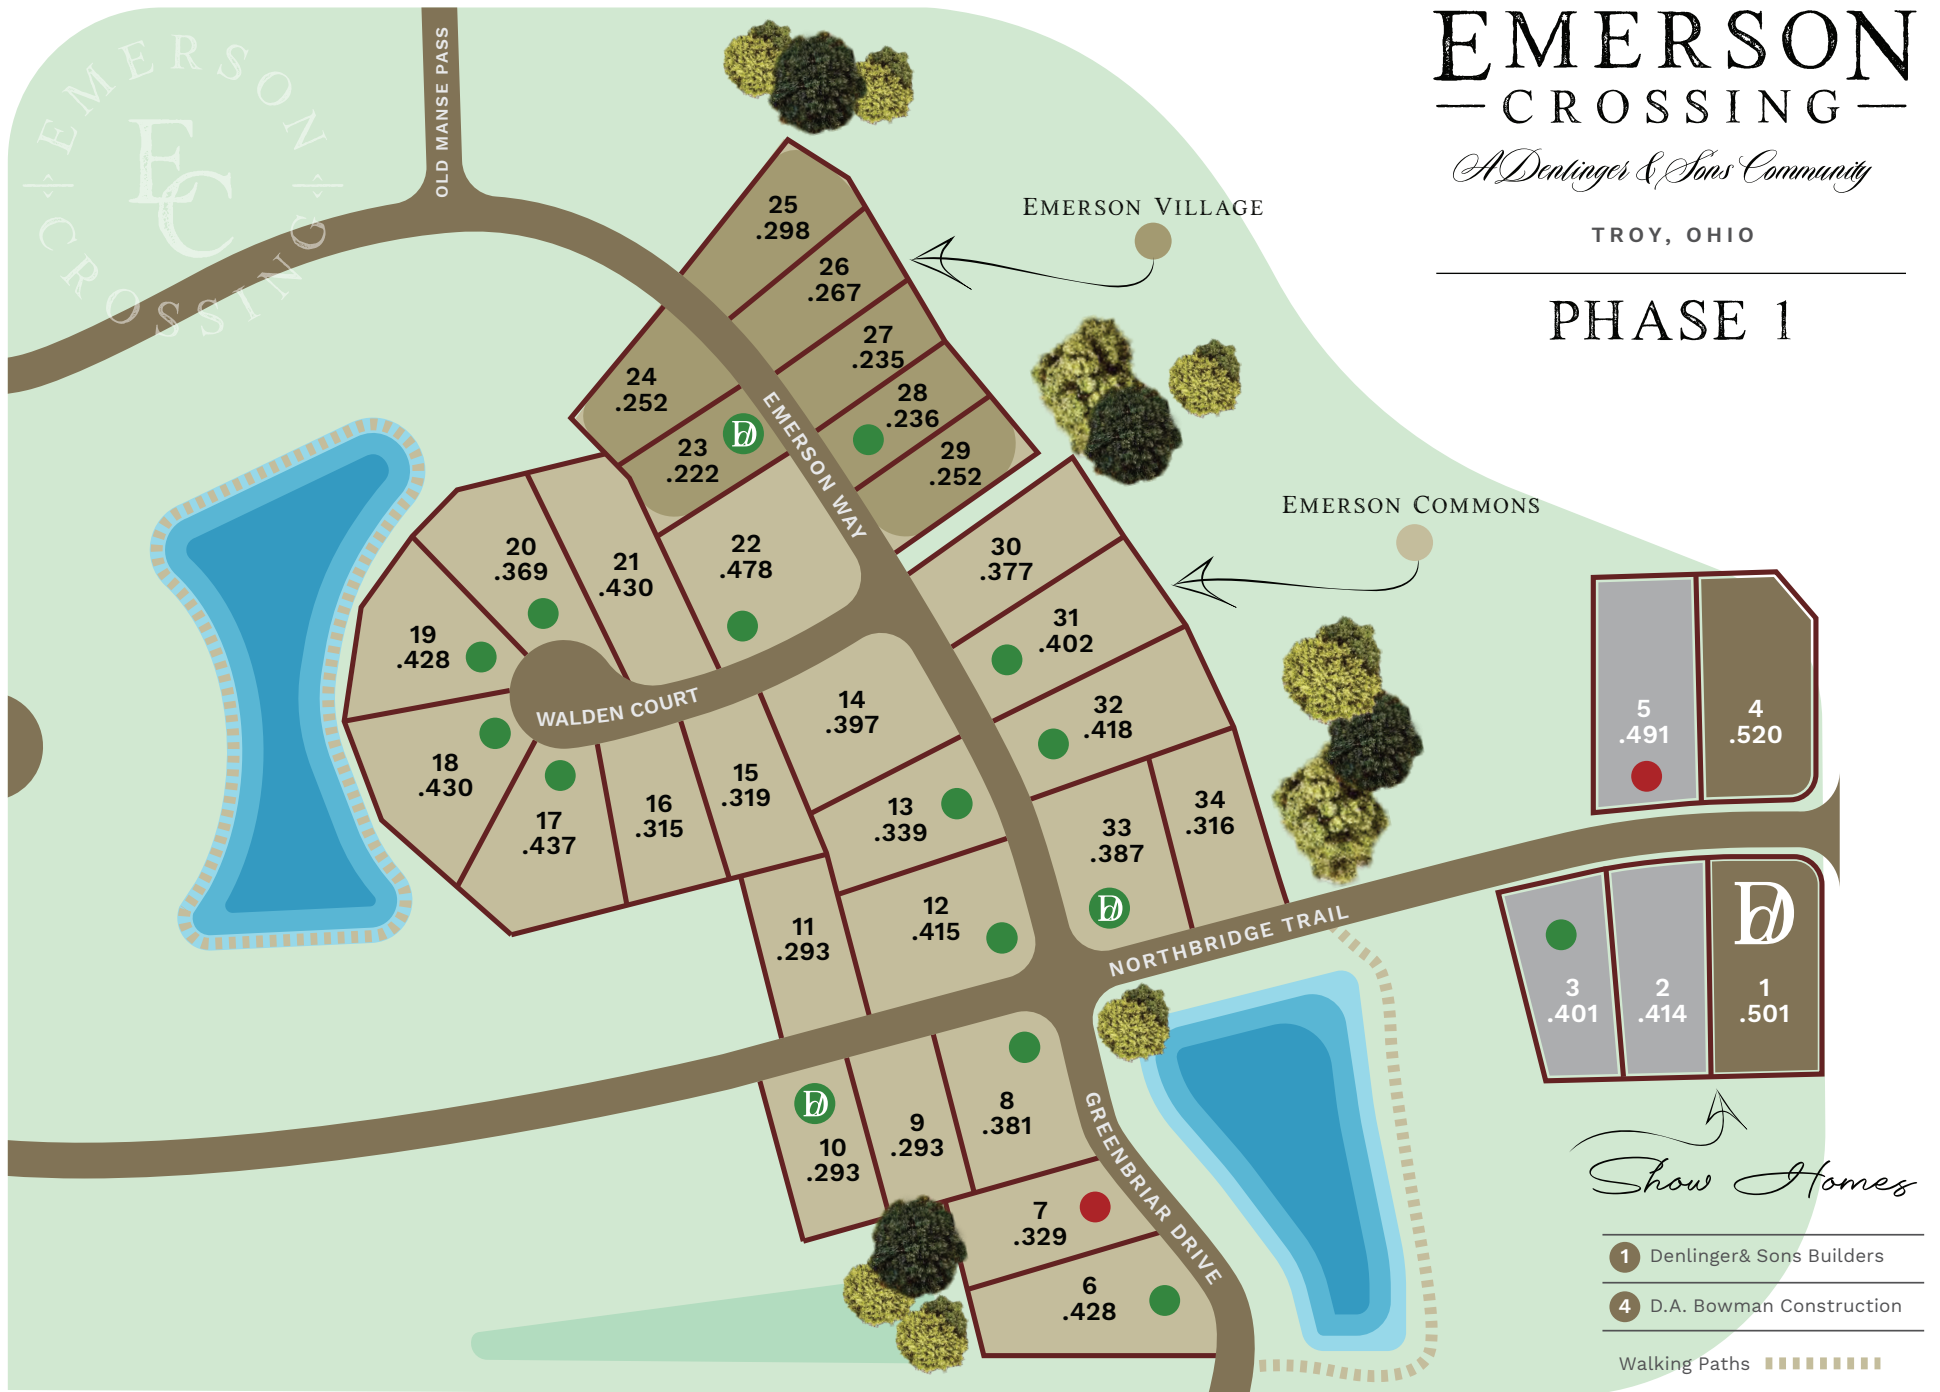 EMERSON
CROSSING
A Denlinger & Sons Community
TROY, OHIO
PHASE 1
EMERSON
EC
CROSSING
OLD MANSE PASS
EMERSON VILLAGE
25
.298
26
.267
27
.235
28
.236
29
.252
24
.252
23
.222
bD
EMERSON WAY
EMERSON COMMONS
22
.478
21
.430
20
.369
19
.428
18
.430
17
.437
16
.315
15
.319
14
.397
13
.339
12
.415
11
.293
WALDEN COURT
30
.377
31
.402
32
.418
33
.387
bD
34
.316
NORTHBRIDGE TRAIL
5
.491
4
.520
bD
3
.401
2
.414
1
.501
bD
10
.293
9
.293
8
.381
7
.329
6
.428
GREENBRIAR DRIVE
Show Homes
1 Denlinger& Sons Builders
4 D.A. Bowman Construction
Walking Paths